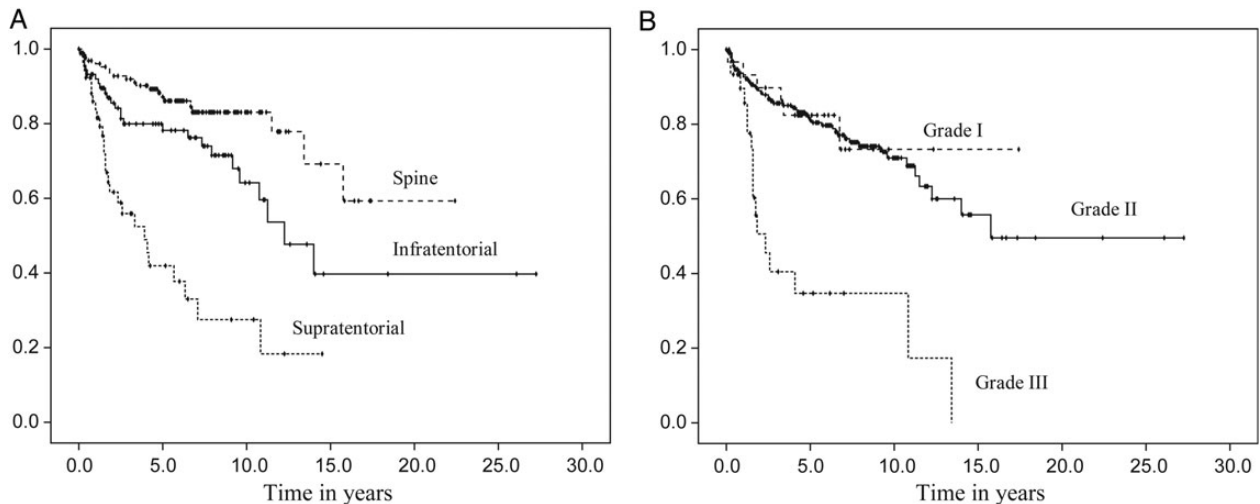 A
1.0
0.8
0.6
0.4
0.2
0.0
Spine
Infratentorial
Supratentorial
0.0 5.0 10.0 15.0 20.0 25.0 30.0
Time in years
B
1.0
0.8
0.6
0.4
0.2
0.0
Grade I
Grade II
Grade III
0.0 5.0 10.0 15.0 20.0 25.0 30.0
Time in years